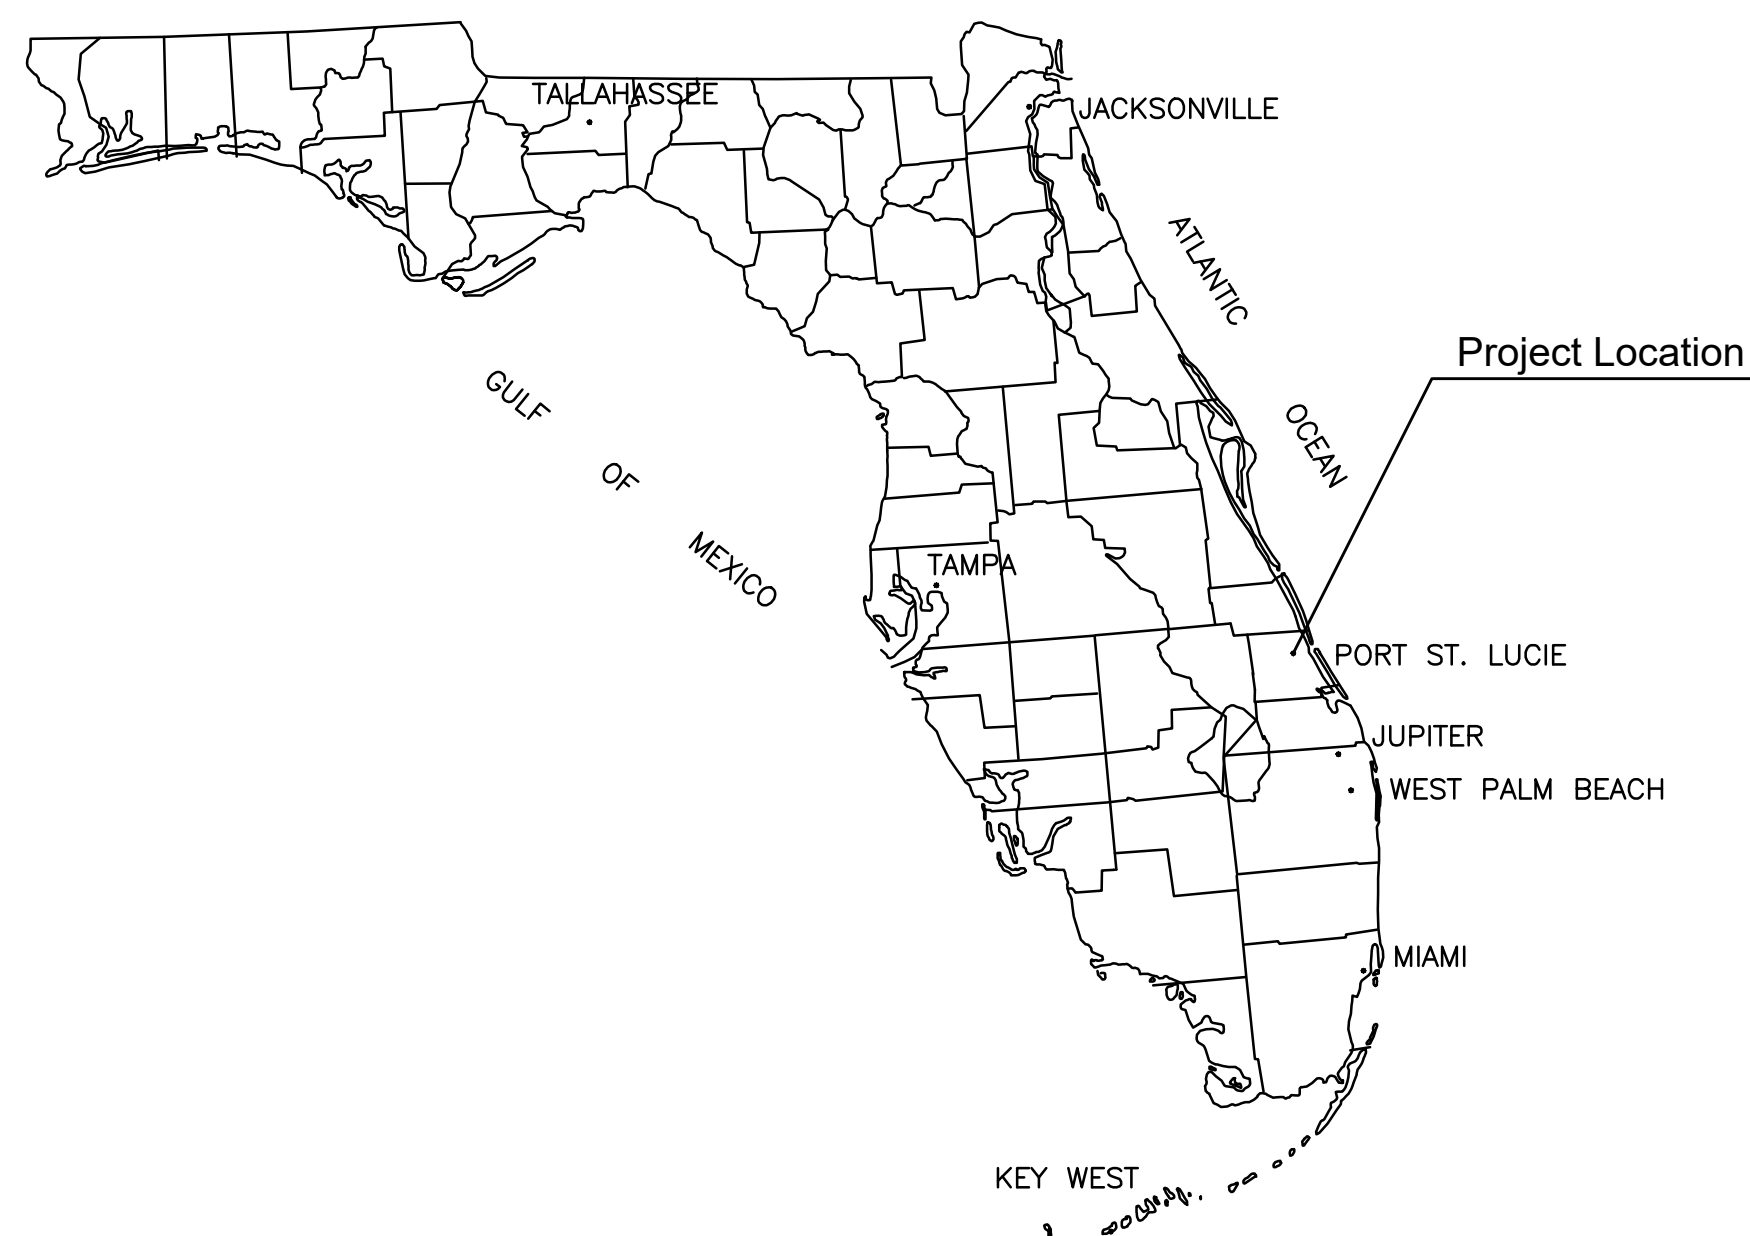 TALLAHASSEE
JACKSONVILLE
ATLANTIC
OCEAN
Project Location
GULF
OF
MEXICO
TAMPA
PORT ST. LUCIE
JUPITER
WEST PALM BEACH
MIAMI
KEY WEST